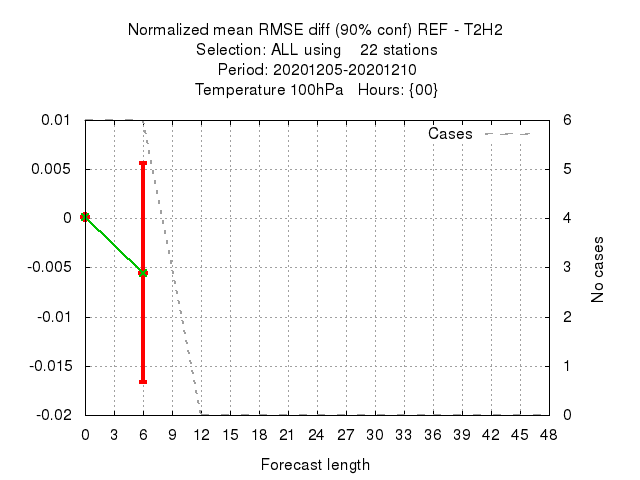 Normalized mean RMSE diff (90% conf) REF - T2H2
Selection: ALL using    22 stations
Period: 20201205-20201210
Temperature 100hPa   Hours: {00}
0.01
0.005
0
-0.005
-0.01
-0.015
-0.02
Cases
6
5
4
3
2
1
0
No cases
0 3 6 9 12 15 18 21 24 27 30 33 36 39 42 45 48
Forecast length